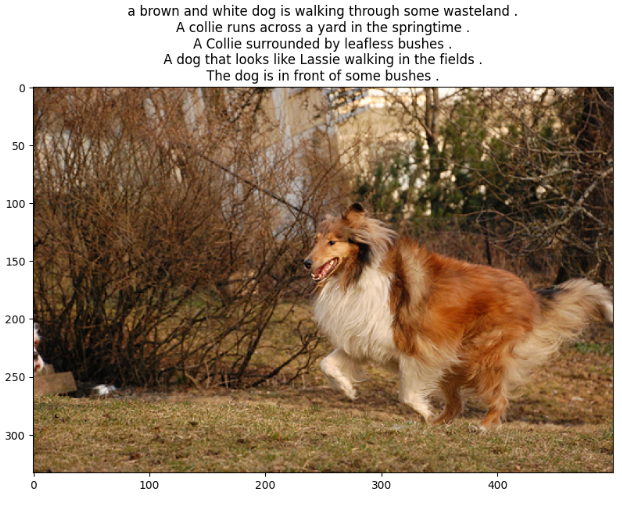 a brown and white dog is walking through some wasteland .
A collie runs across a yard in the springtime .
A Collie surrounded by leafless bushes .
A dog that looks like Lassie walking in the fields .
The dog is in front of some bushes .
0
50
100
150
200
250
300
0 100 200 300 400